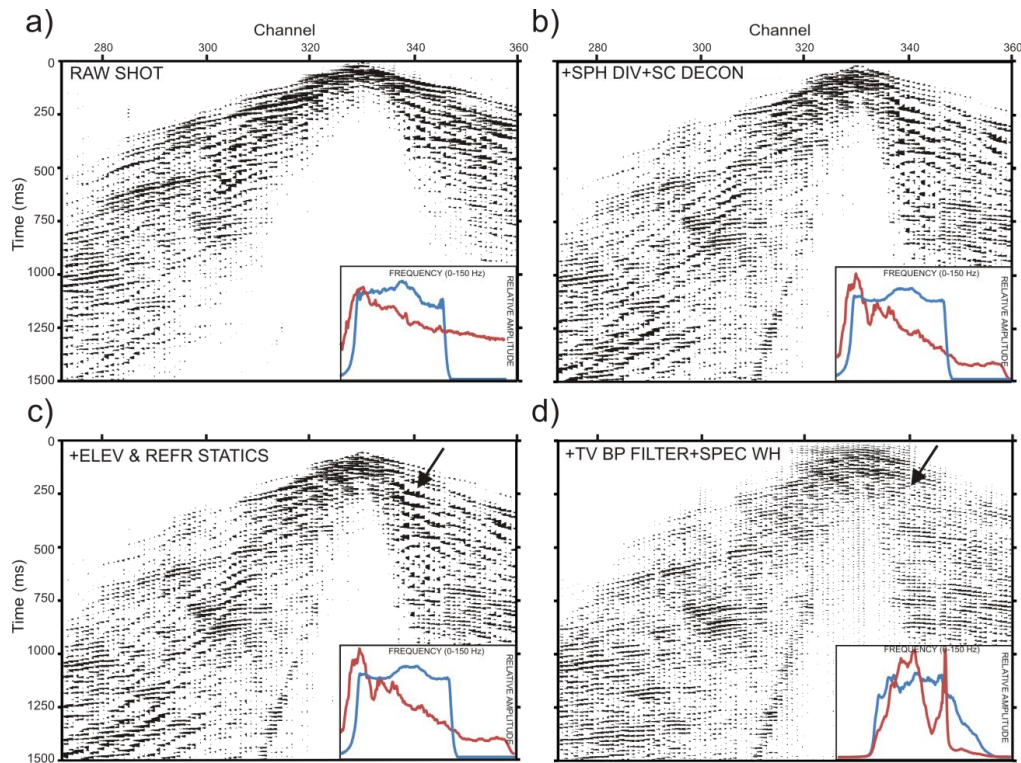 a)
Channel
280 300 320 340 360
0
RAW SHOT
250
500
750
1000
1250
1500
Time (ms)
FREQUENCY (0-150 Hz)
RELATIVE AMPLITUDE
b)
Channel
280 300 320 340 360
0
+SPH DIV+SC DECON
250
500
750
1000
1250
1500
FREQUENCY (0-150 Hz)
RELATIVE AMPLITUDE
c)
0
+ELEV & REFR STATICS
250
500
750
1000
1250
1500
Time (ms)
FREQUENCY (0-150 Hz)
RELATIVE AMPLITUDE
d)
0
+TV BP FILTER+SPEC WH
250
500
750
1000
1250
1500
FREQUENCY (0-150 Hz)
RELATIVE AMPLITUDE